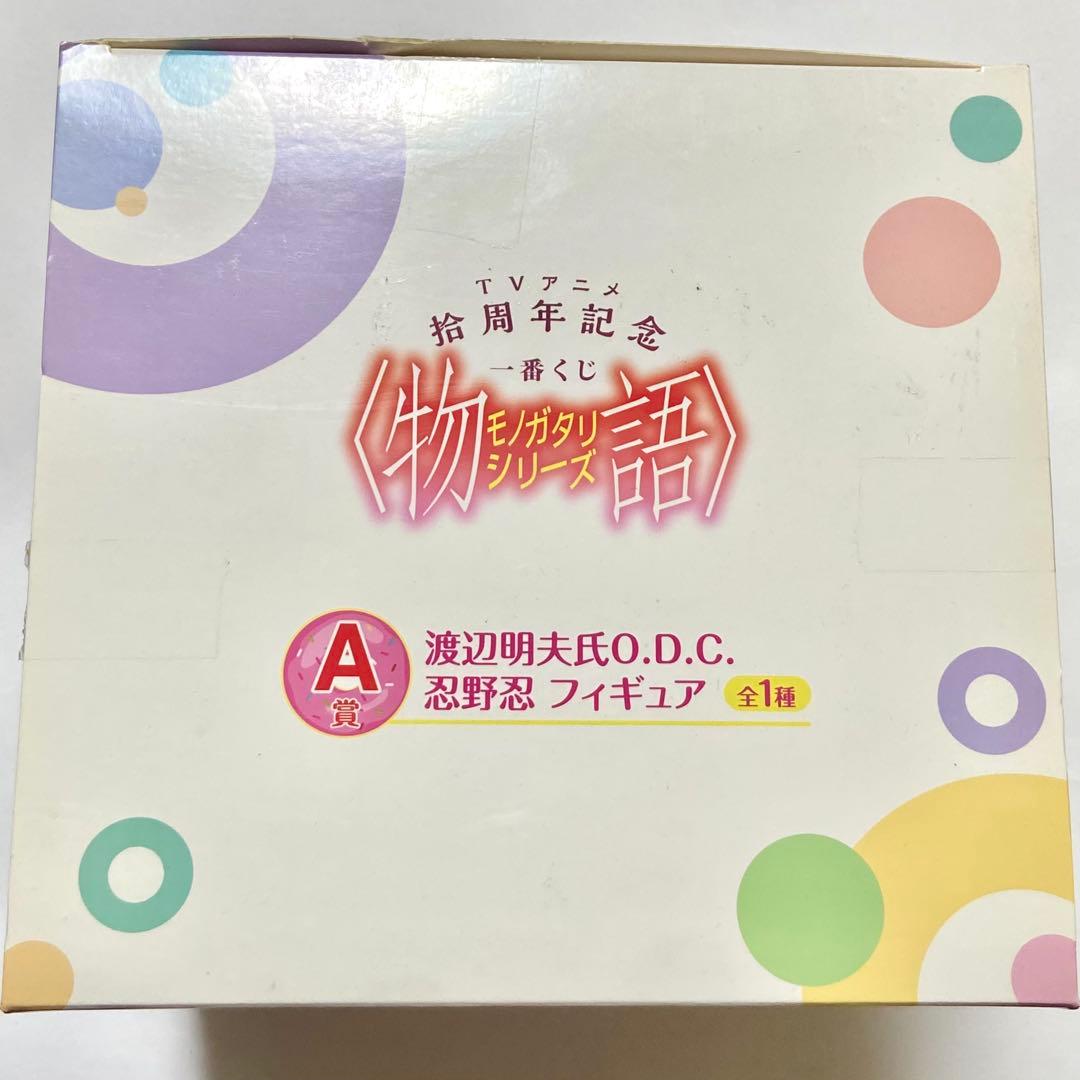 TVアニメ
拾周年記念
一番くじ
〈物語〉
モノガタリ
シリーズ
A賞
渡辺明夫氏O.D.C.
忍野忍 フィギュア 全1種